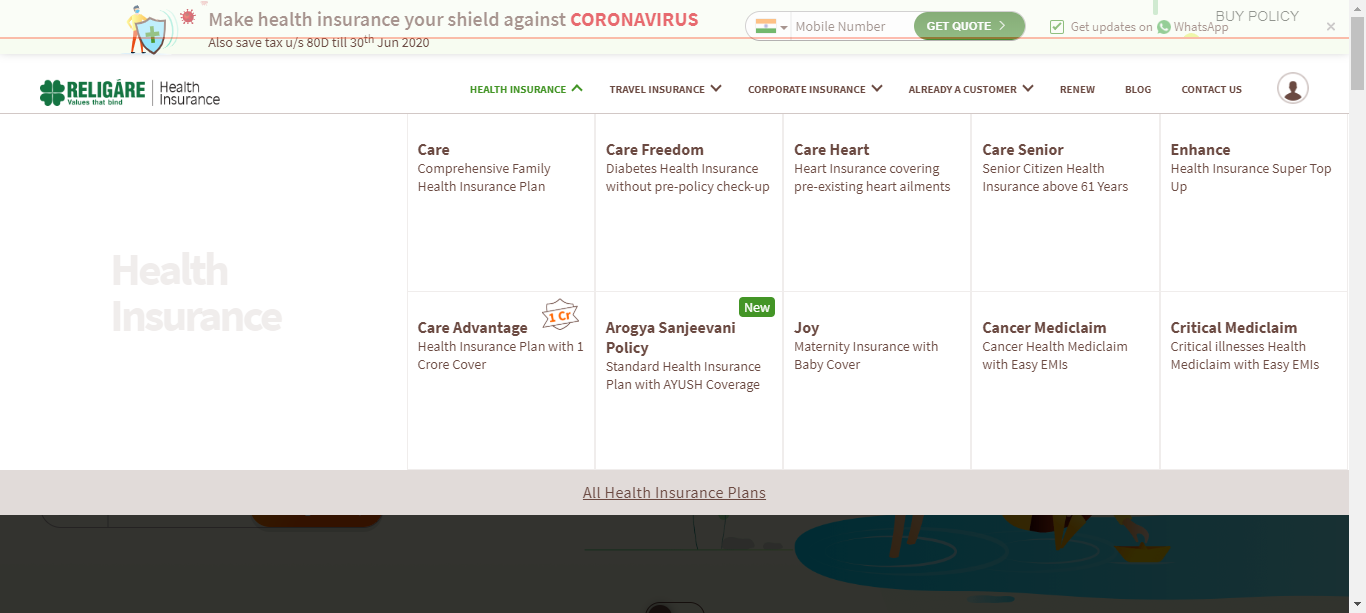 Make health insurance your shield against CORONAVIRUS
Also save tax u/s 80D till 30th Jun 2020
Mobile Number
GET QUOTE
Get updates on WhatsApp
BUY POLICY
×
RELIGÁRE
Values that bind
Health
Insurance
HEALTH INSURANCE
TRAVEL INSURANCE
CORPORATE INSURANCE
ALREADY A CUSTOMER
RENEW
BLOG
CONTACT US
Health
Insurance
Care
Comprehensive Family
Health Insurance Plan
Care Freedom
Diabetes Health Insurance
without pre-policy check-up
Care Heart
Heart Insurance covering
pre-existing heart ailments
Care Senior
Senior Citizen Health
Insurance above 61 Years
Enhance
Health Insurance Super Top
Up
1 Cr
Care Advantage
Health Insurance Plan with 1
Crore Cover
New
Arogya Sanjeevani
Policy
Standard Health Insurance
Plan with AYUSH Coverage
Joy
Maternity Insurance with
Baby Cover
Cancer Mediclaim
Cancer Health Mediclaim
with Easy EMIs
Critical Mediclaim
Critical illnesses Health
Mediclaim with Easy EMIs
All Health Insurance Plans